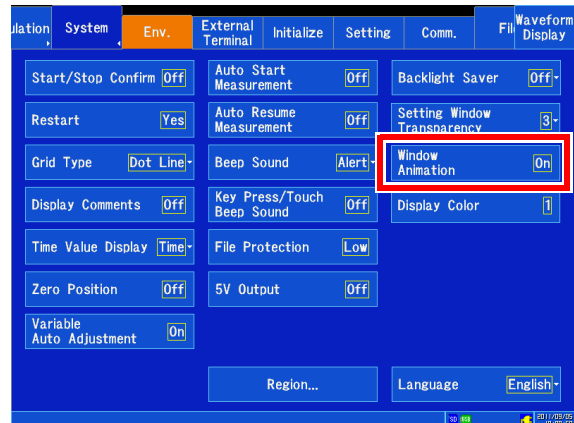 ulation
System
Env.
External
Terminal
Initialize
Setting
Comm.
Fil
Waveform
Display
Start/Stop Confirm Off
Auto Start
Measurement Off
Backlight Saver Off
Restart Yes
Auto Resume
Measurement Off
Setting Window
Transparency 3
Grid Type Dot Line
Beep Sound Alert
Window
Animation On
Display Comments Off
Key Press/Touch
Beep Sound Off
Display Color 1
Time Value Display Time
File Protection Low
Zero Position Off
5V Output Off
Variable
Auto Adjustment On
Region...
Language English
SD USB
2011/09/05